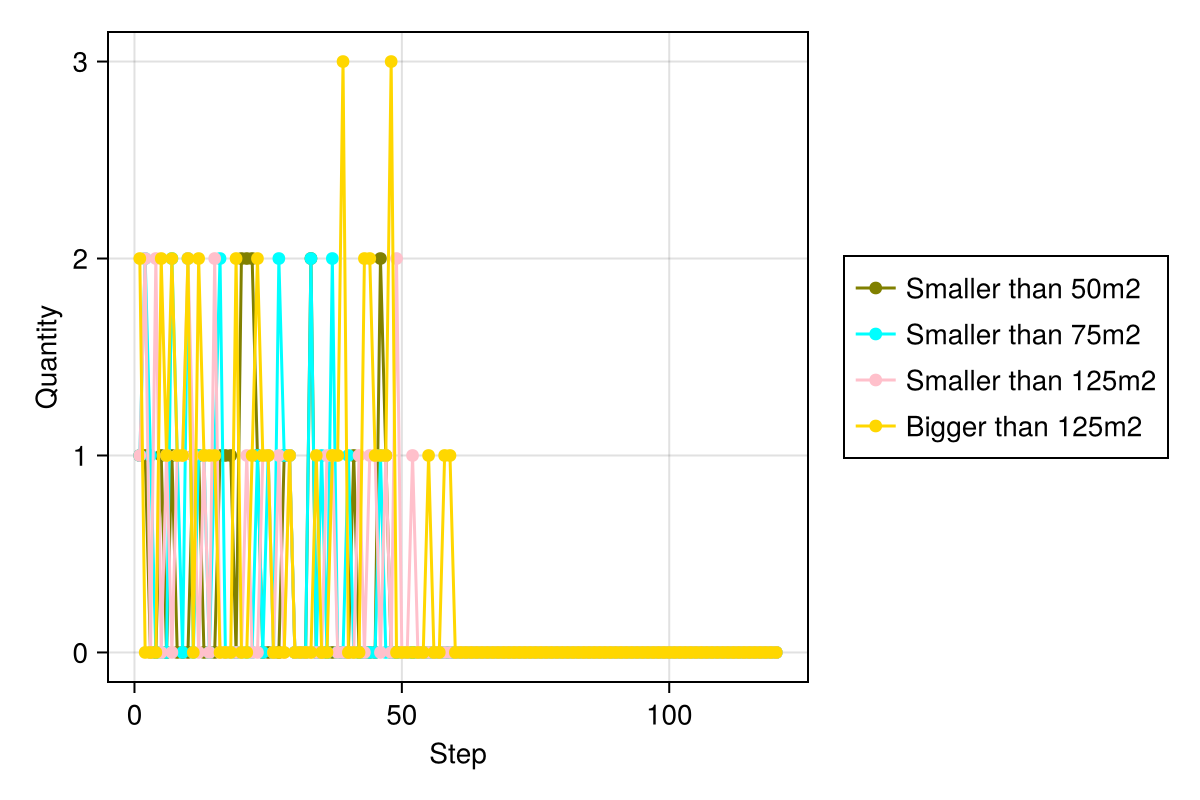 3
2
1
0
Quantity
0
50
100
Step
Smaller than 50m2
Smaller than 75m2
Smaller than 125m2
Bigger than 125m2